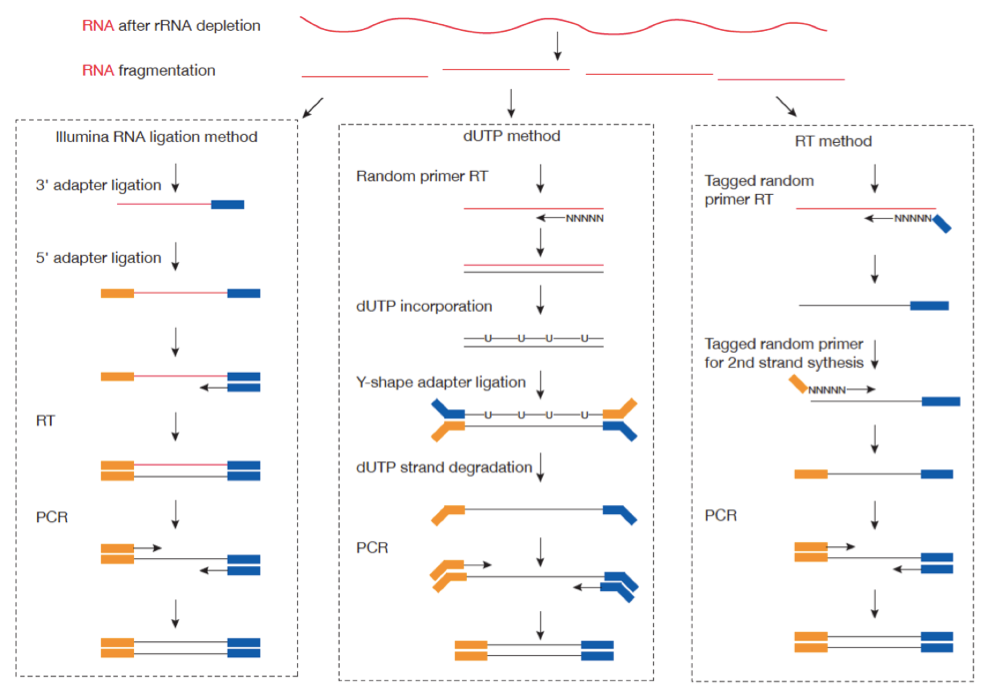 RNA after rRNA depletion
RNA fragmentation
Illumina RNA ligation method
3' adapter ligation
5' adapter ligation
RT
PCR
dUTP method
Random primer RT
NNNNN
dUTP incorporation
U U U U
Y-shape adapter ligation
U U U U
dUTP strand degradation
PCR
RT method
Tagged random
primer RT
NNNNN
Tagged random primer
for 2nd strand sythesis
NNNNN
PCR